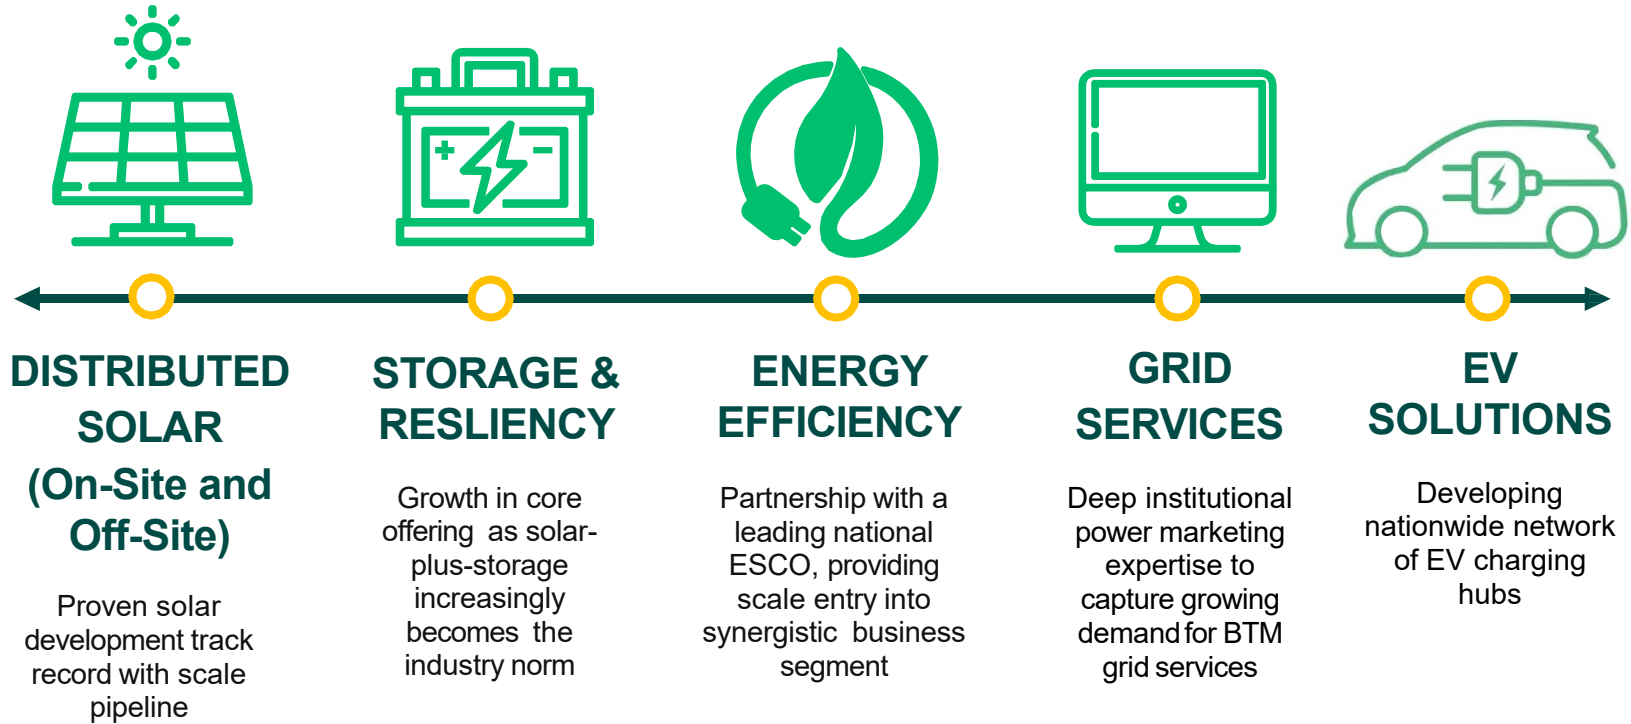 DISTRIBUTED
SOLAR
(On-Site and
Off-Site)
Proven solar
development track
record with scale
pipeline
STORAGE &
RESLIENCY
Growth in core
offering as solar-
plus-storage
increasingly
becomes the
industry norm
ENERGY
EFFICIENCY
Partnership with a
leading national
ESCO, providing
scale entry into
synergistic business
segment
GRID
SERVICES
Deep institutional
power marketing
expertise to
capture growing
demand for BTM
grid services
EV
SOLUTIONS
Developing
nationwide network
of EV charging
hubs